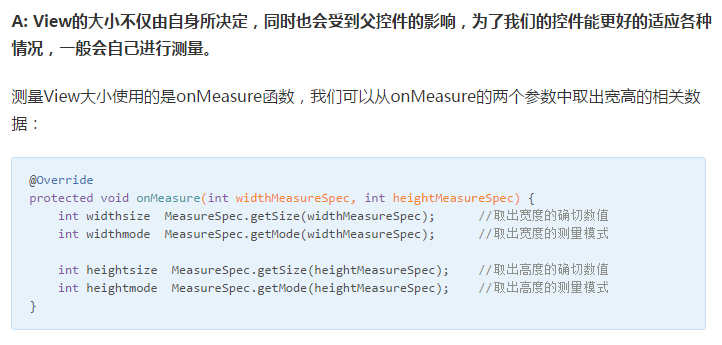 A: View的大小不仅由自身所决定，同时也会受到父控件的影响，为了我们的控件能更好的适应各种
情况，一般会自己进行测量。
测量View大小使用的是onMeasure函数，我们可以从onMeasure的两个参数中取出宽高的相关数
据：
@Override
protected void onMeasure(int widthMeasureSpec, int heightMeasureSpec) {
    int widthsize  MeasureSpec.getSize(widthMeasureSpec);      //取出宽度的确切数值
    int widthmode  MeasureSpec.getMode(widthMeasureSpec);      //取出宽度的测量模式
    int heightsize  MeasureSpec.getSize(heightMeasureSpec);    //取出高度的确切数值
    int heightmode  MeasureSpec.getMode(heightMeasureSpec);    //取出高度的测量模式
}